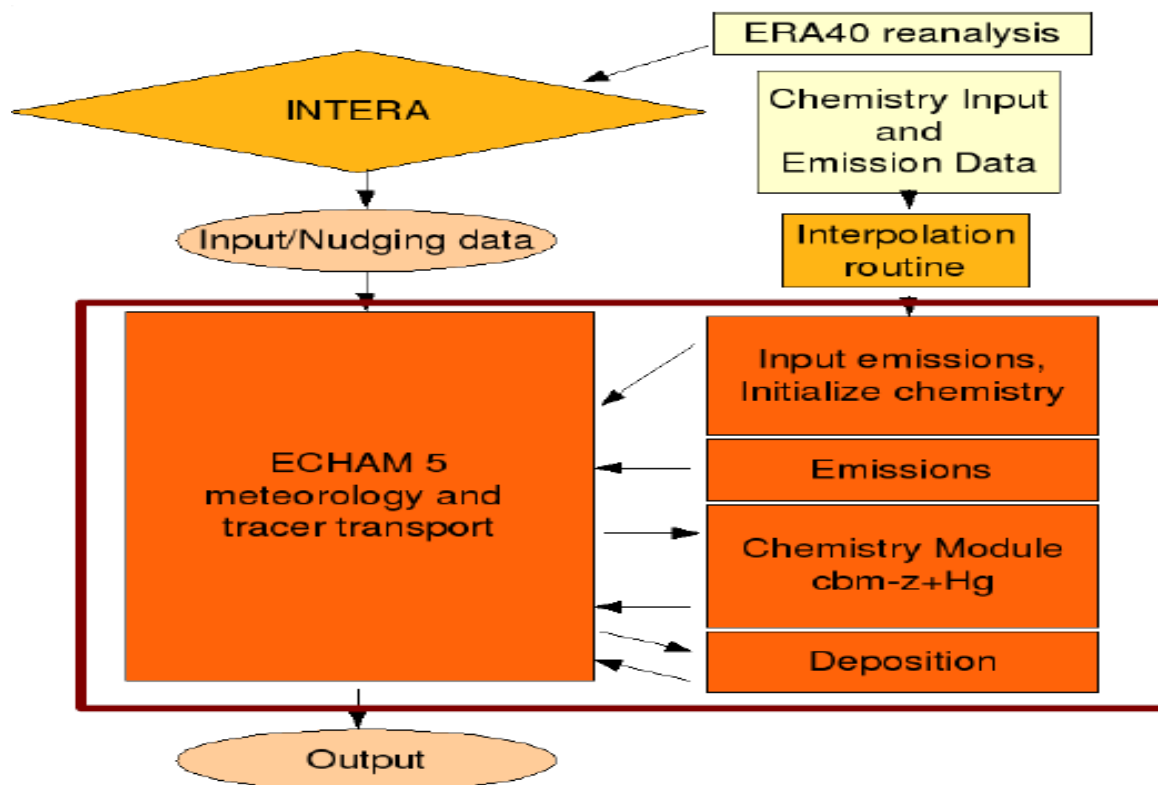 ERA40 reanalysis
INTERA
Chemistry Input
and
Emission Data
Input/Nudging data
Interpolation
routine
ECHAM 5
meteorology and
tracer transport
Input emissions,
Initialize chemistry
Emissions
Chemistry Module
cbm-z+Hg
Deposition
Output